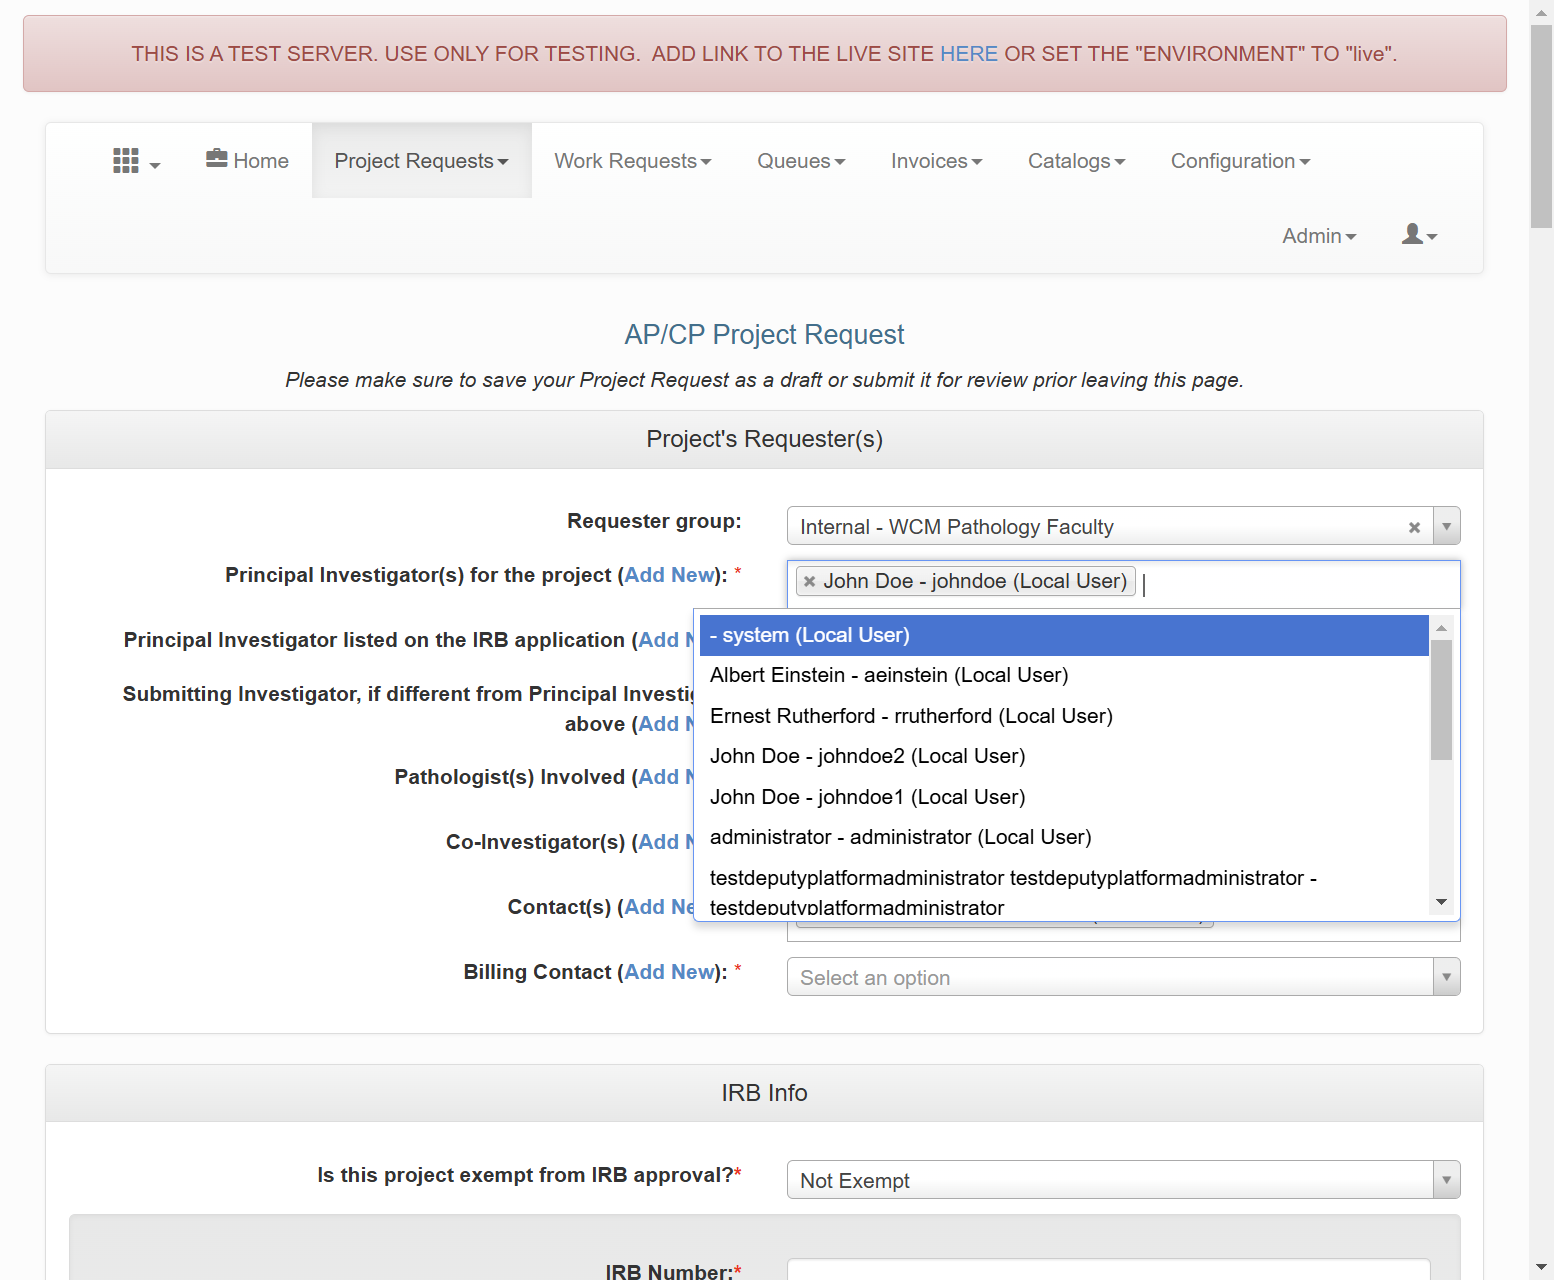 THIS IS A TEST SERVER. USE ONLY FOR TESTING. ADD LINK TO THE LIVE SITE HERE OR SET THE "ENVIRONMENT" TO "live".
Home Project Requests Work Requests Queues Invoices Catalogs Configuration
Admin
AP/CP Project Request
Please make sure to save your Project Request as a draft or submit it for review prior leaving this page.
Project's Requester(s)
Requester group: Internal - WCM Pathology Faculty
Principal Investigator(s) for the project (Add New): * John Doe - johndoe (Local User)
Principal Investigator listed on the IRB application (Add
Submitting Investigator, if different from Principal
above (Add
Pathologist(s) Involved (Add
Co-Investigator(s) (Add
Contact(s) (Add
- system (Local User)
Albert Einstein - aeinstein (Local User)
Ernest Rutherford - rrutherford (Local User)
John Doe - johndoe2 (Local User)
John Doe - johndoe1 (Local User)
administrator - administrator (Local User)
testdeputyplatformadministrator testdeputyplatformadministrator -
testdeputyplatformadministrator
Billing Contact (Add New): * Select an option
IRB Info
Is this project exempt from IRB approval?* Not Exempt
IRB Number:*